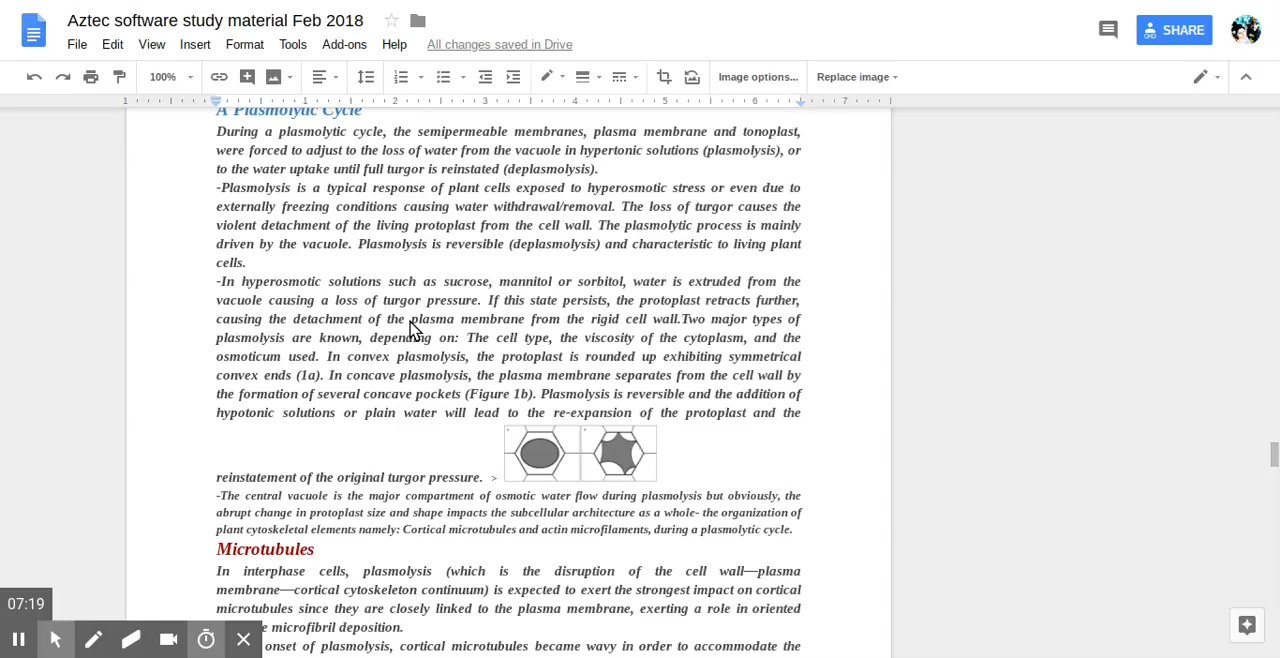 Aztec software study material Feb 2018
File Edit View Insert Format Tools Add-ons Help All changes saved in Drive
SHARE
100% Image options... Replace image
1 1 2 3 4 5 6 7
A Plasmolytic Cycle
During a plasmolytic cycle, the semipermeable membranes, plasma membrane and tonoplast,
were forced to adjust to the loss of water from the vacuole in hypertonic solutions (plasmolysis), or
to the water uptake until full turgor is reinstated (deplasmolysis).
-Plasmolysis is a typical response of plant cells exposed to hyperosmotic stress or even due to
externally freezing conditions causing water withdrawal/removal. The loss of turgor causes the
violent detachment of the living protoplast from the cell wall. The plasmolytic process is mainly
driven by the vacuole. Plasmolysis is reversible (deplasmolysis) and characteristic to living plant
cells.
-In hyperosmotic solutions such as sucrose, mannitol or sorbitol, water is extruded from the
vacuole causing a loss of turgor pressure. If this state persists, the protoplast retracts further,
causing the detachment of the plasma membrane from the rigid cell wall.Two major types of
plasmolysis are known, depending on: The cell type, the viscosity of the cytoplasm, and the
osmoticum used. In convex plasmolysis, the protoplast is rounded up exhibiting symmetrical
convex ends (1a). In concave plasmolysis, the plasma membrane separates from the cell wall by
the formation of several concave pockets (Figure 1b). Plasmolysis is reversible and the addition of
hypotonic solutions or plain water will lead to the re-expansion of the protoplast and the
reinstatement of the original turgor pressure. >
-The central vacuole is the major compartment of osmotic water flow during plasmolysis but obviously, the
abrupt change in protoplast size and shape impacts the subcellular architecture as a whole- the organization of
plant cytoskeletal elements namely: Cortical microtubules and actin microfilaments, during a plasmolytic cycle.
Microtubules
In interphase cells, plasmolysis (which is the disruption of the cell wall—plasma
membrane—cortical cytoskeleton continuum) is expected to exert the strongest impact on cortical
microtubules since they are closely linked to the plasma membrane, exerting a role in oriented
microfibril deposition.
onset of plasmolysis, cortical microtubules became wavy in order to accommodate the
07:19